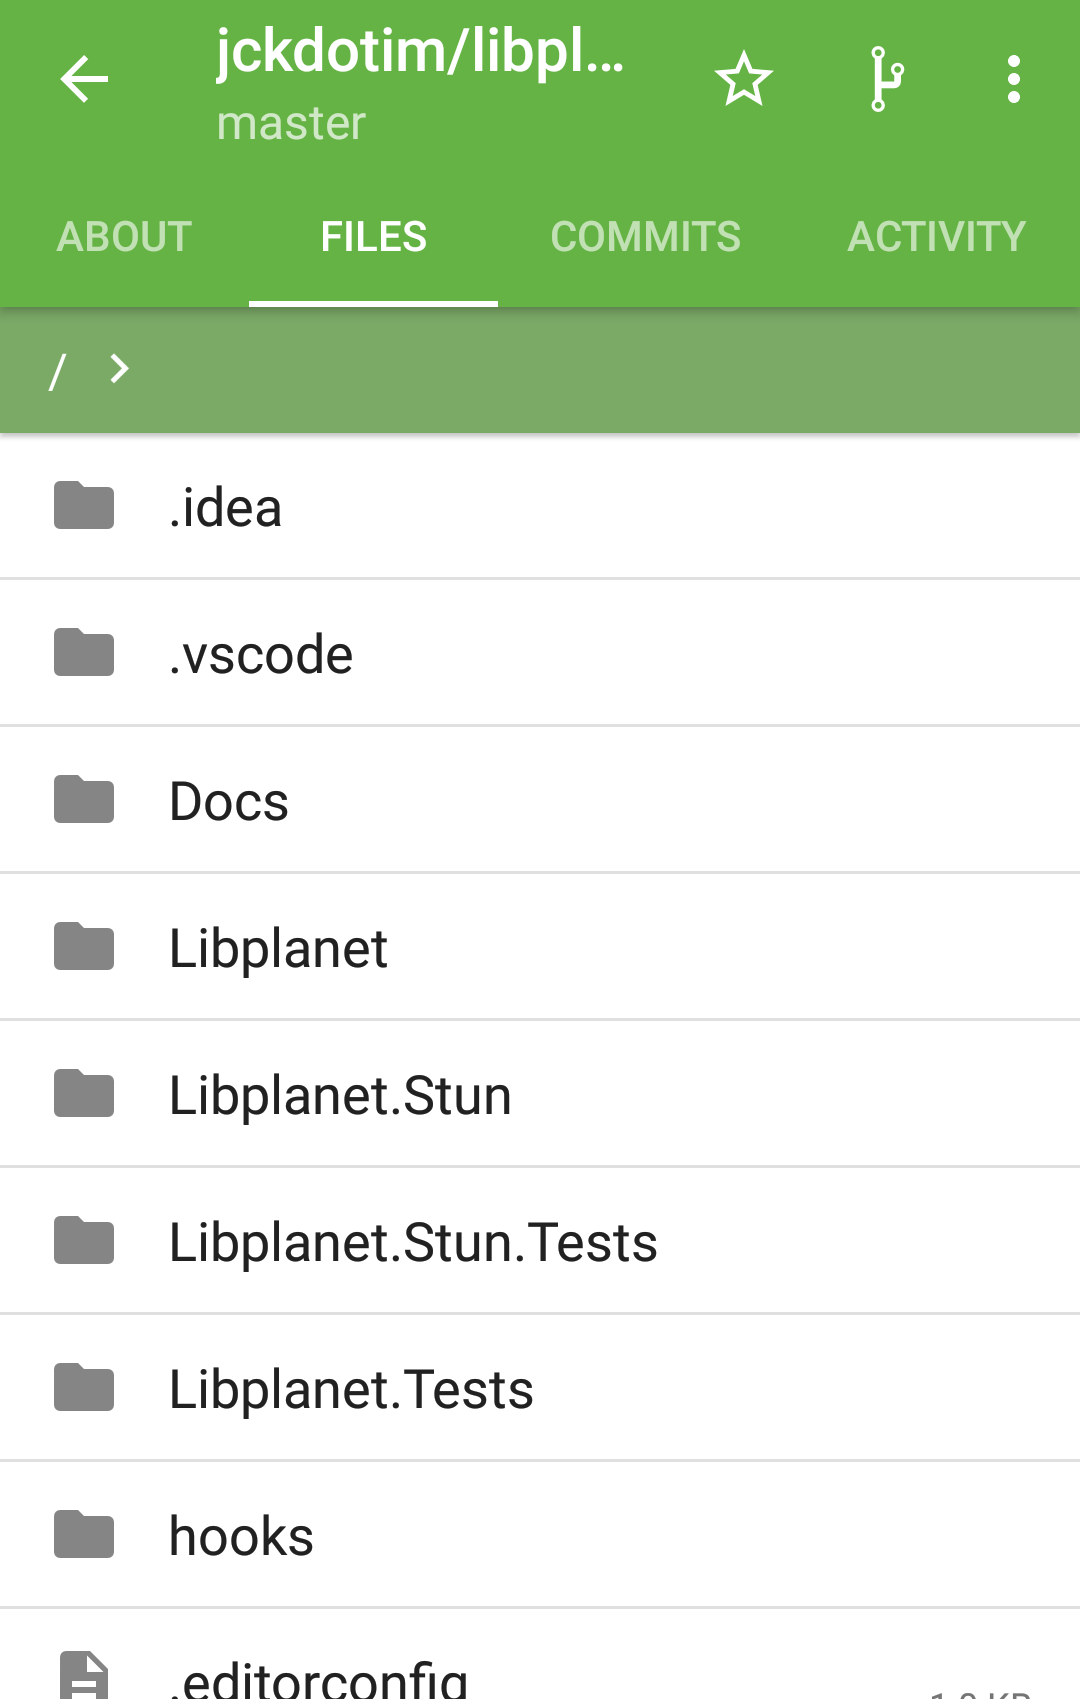 jckdotim/libpl...
master
ABOUT FILES COMMITS ACTIVITY
/
.idea
.vscode
Docs
Libplanet
Libplanet.Stun
Libplanet.Stun.Tests
Libplanet.Tests
hooks
.editorconfig